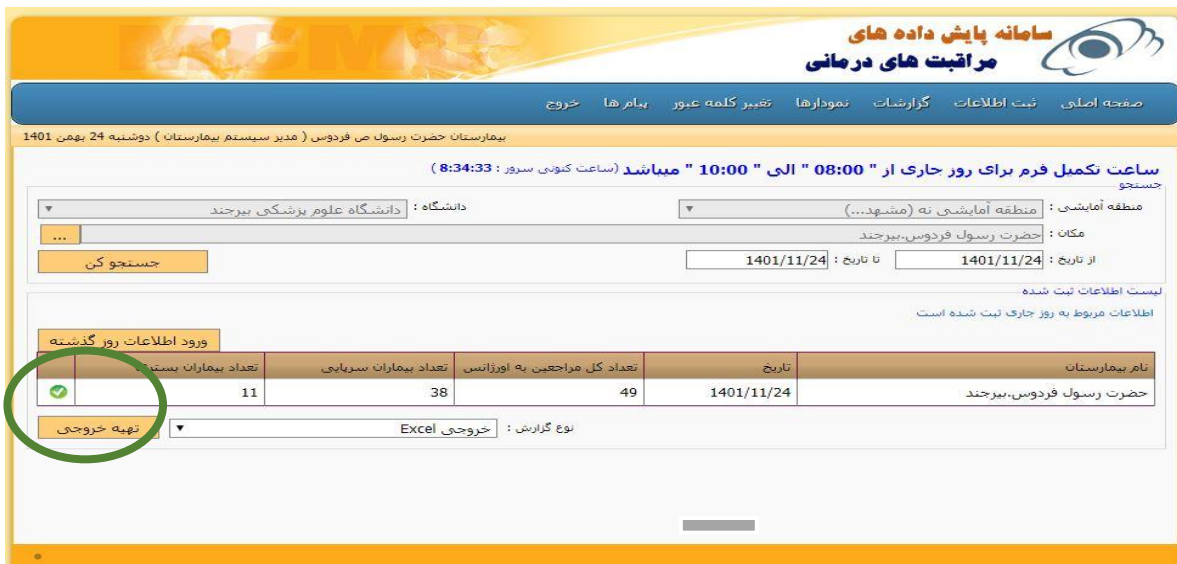 سامانه پایش داده های
مراقبت های درمانی
MCMC
صفحه اصلی ثبت اطلاعات گزارشات نمودارها تغییر کلمه عبور پیام ها خروج
بیمارستان حضرت رسول ص فردوس ( مدیر سیستم بیمارستان ) دوشنبه 24 بهمن 1401
ساعت تکمیل فرم برای روز جاری از " 08:00 " الی " 10:00 " میباشد (ساعت کنونی سرور : 8:34:33 )
جستجو
منطقه آمایشی : منطقه آمایشی نه (مشهد...) دانشگاه : دانشگاه علوم پزشکی بیرجند
مکان : حضرت رسول فردوس،بیرجند ...
از تاریخ : 1401/11/24 تا تاریخ : 1401/11/24 جستجو کن
لیست اطلاعات ثبت شده
اطلاعات مربوط به روز جاری ثبت شده است
ورود اطلاعات روز گذشته
نام بیمارستان تاریخ تعداد کل مراجعین به اورژانس تعداد بیماران سرپایی تعداد بیماران بستری
حضرت رسول فردوس،بیرجند 1401/11/24 49 38 11
نوع گزارش : خروجی Excel تهیه خروجی